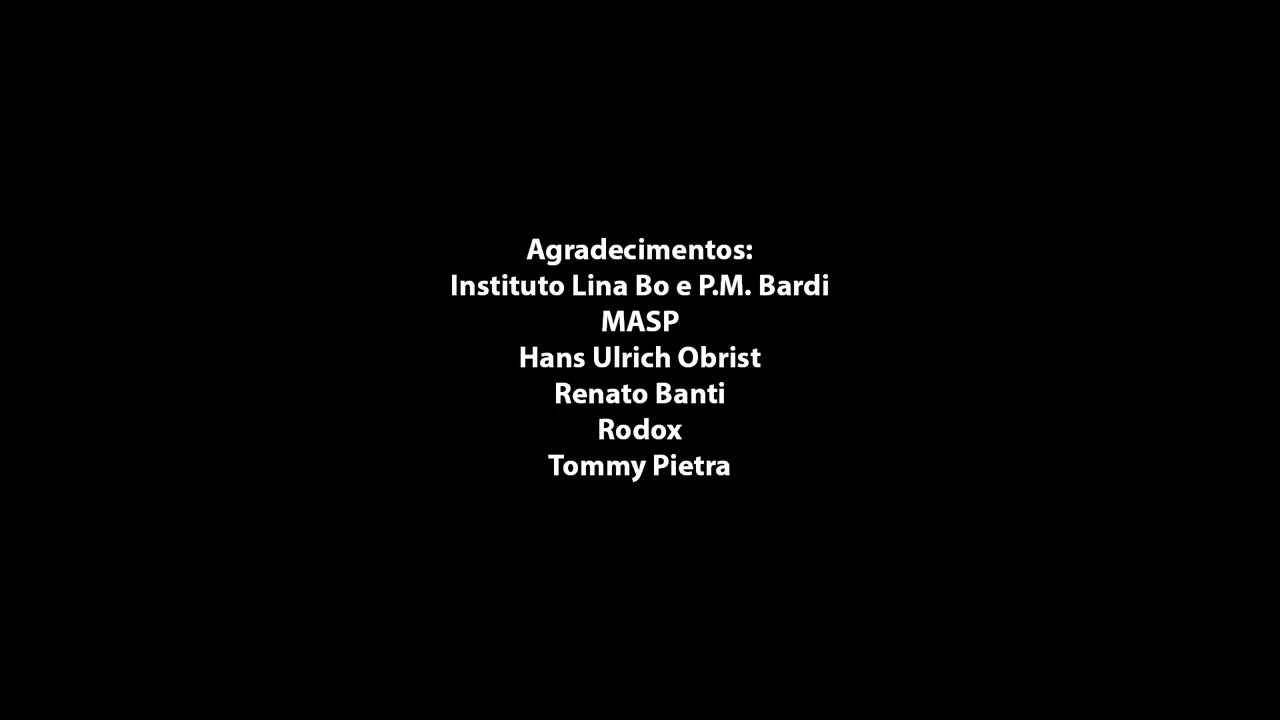 Agradecimentos:
Instituto Lina Bo e P.M. Bardi
MASP
Hans Ulrich Obrist
Renato Banti
Rodox
Tommy Pietra